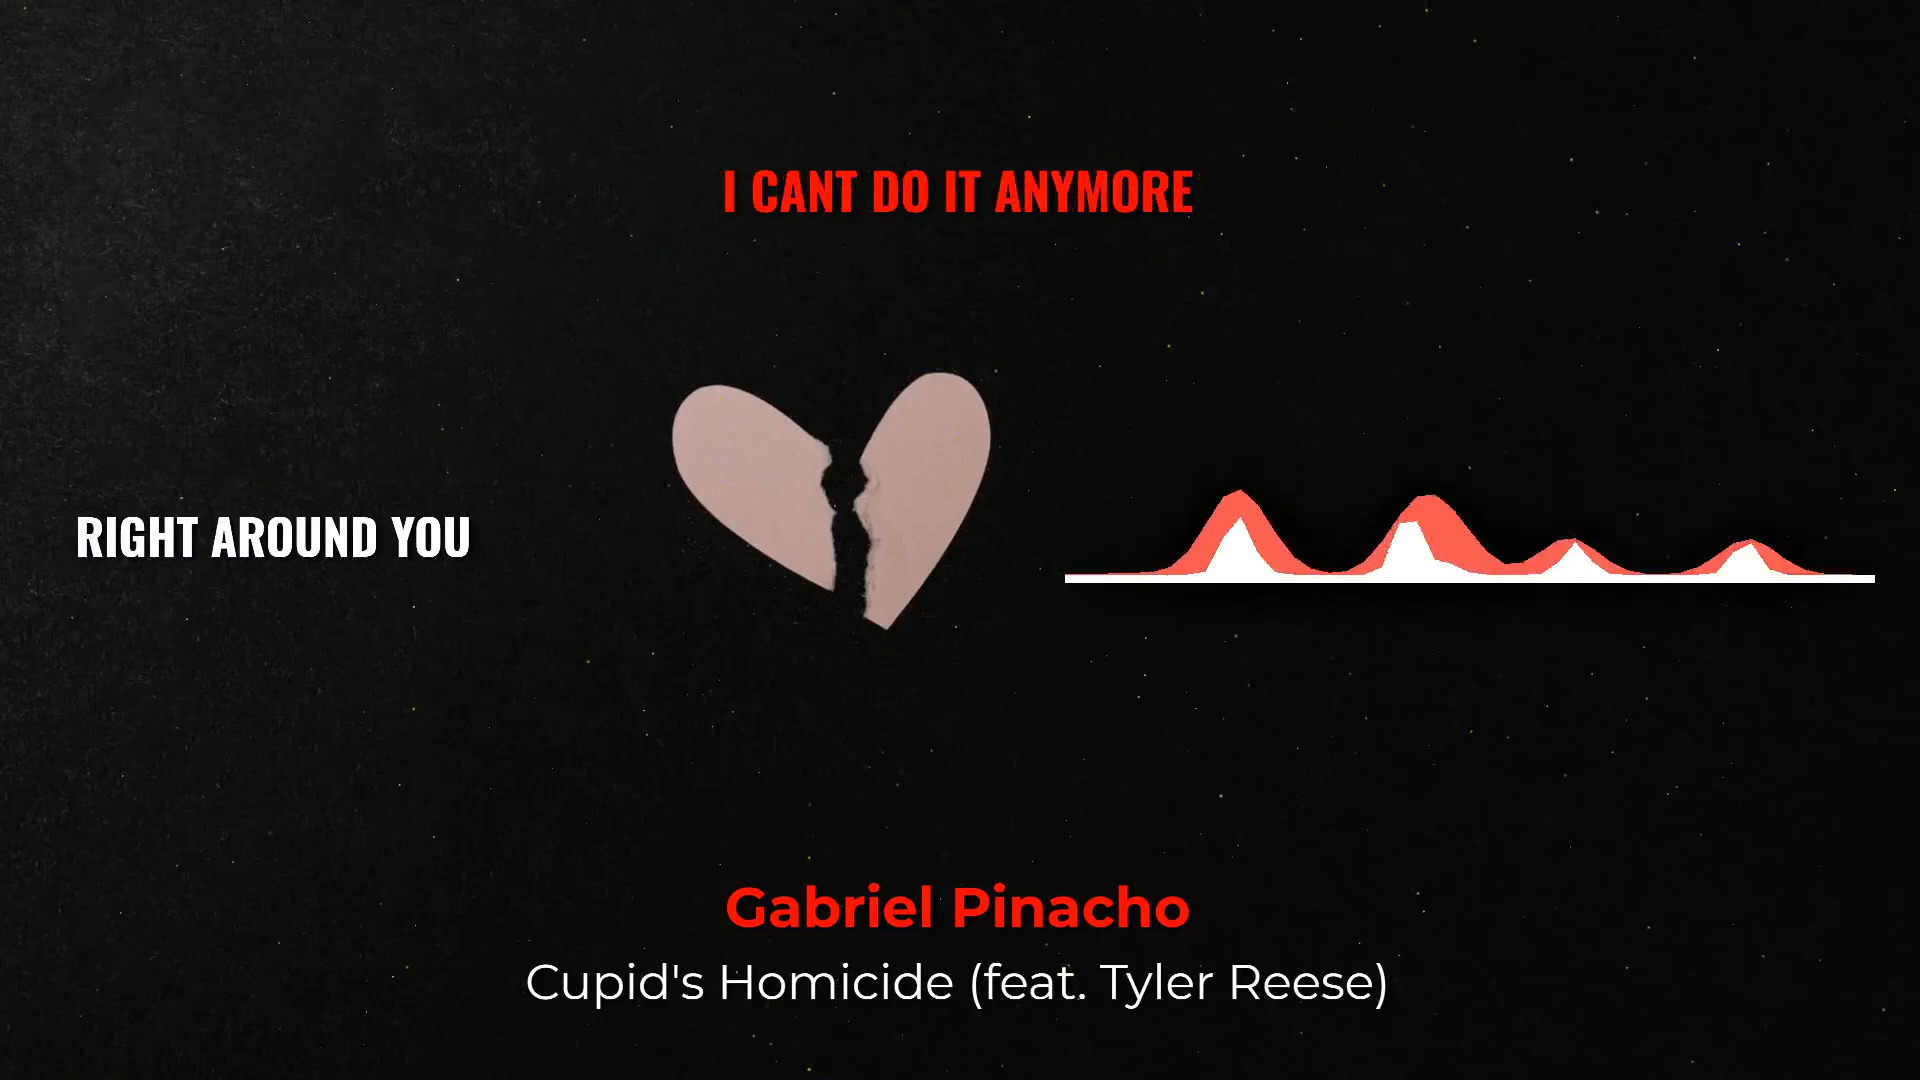 I CANT DO IT ANYMORE
RIGHT AROUND YOU
Gabriel Pinacho
Cupid's Homicide (feat. Tyler Reese)